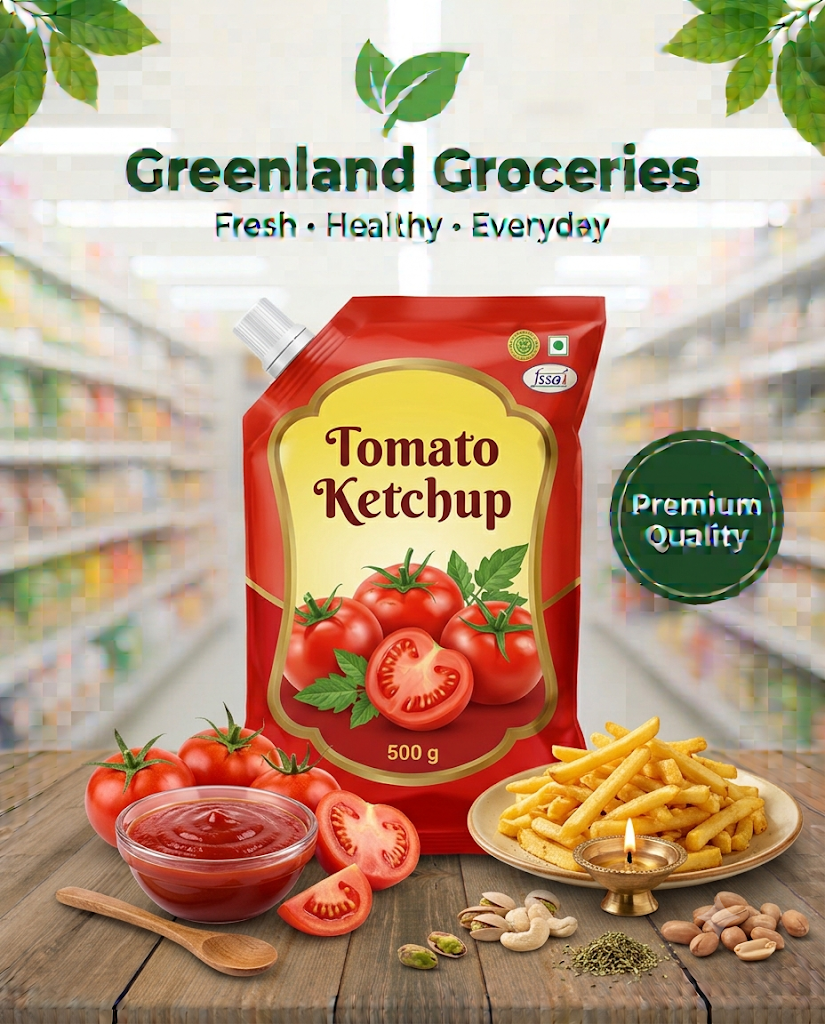 Greenland Groceries
Fresh • Healthy • Everyday
fssai
Tomato
Ketchup
Premium
Quality
500 g